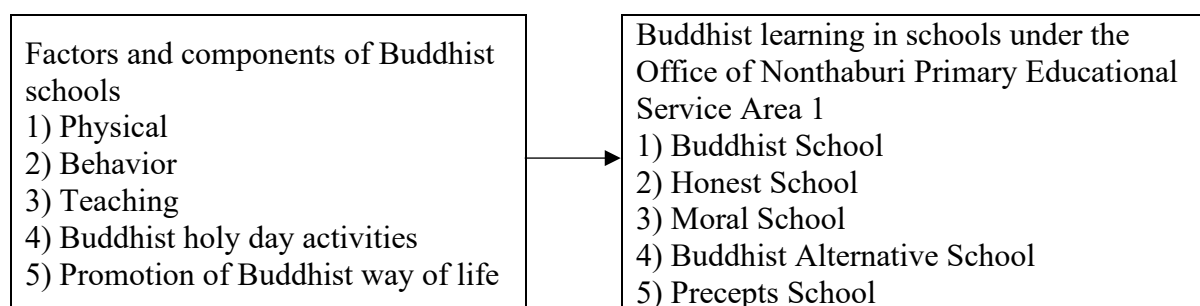 Factors and components of Buddhist
schools
1) Physical
2) Behavior
3) Teaching
4) Buddhist holy day activities
5) Promotion of Buddhist way of life
Buddhist learning in schools under the
Office of Nonthaburi Primary Educational
Service Area 1
1) Buddhist School
2) Honest School
3) Moral School
4) Buddhist Alternative School
5) Precepts School